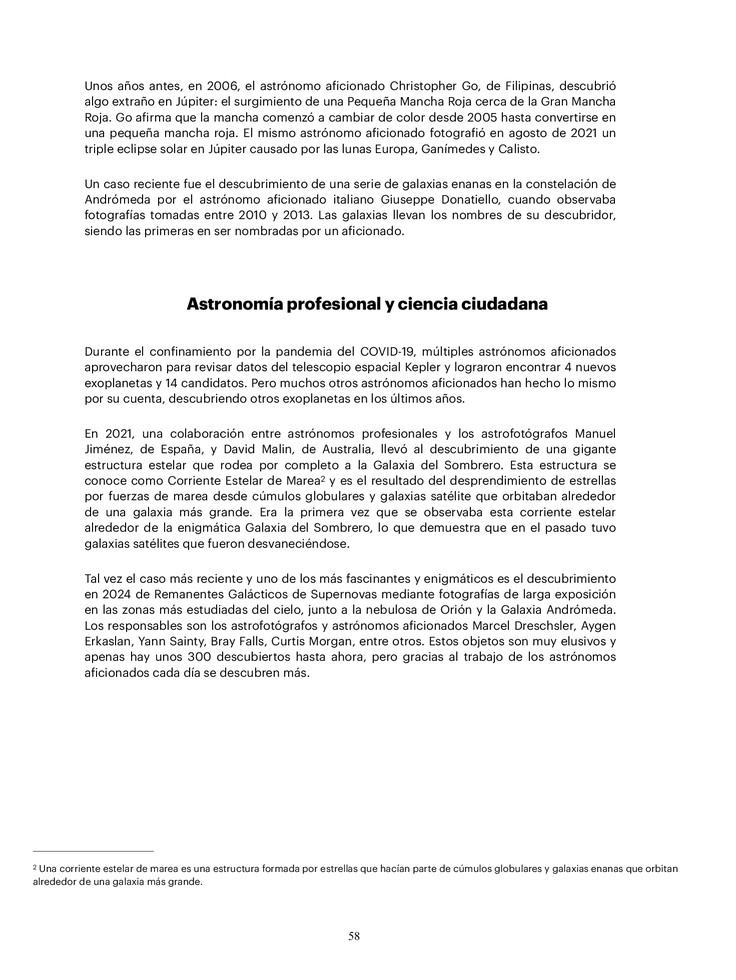 Unos años antes, en 2006, el astrónomo aficionado Christopher Go, de Filipinas, descubrió
algo extraño en Júpiter: el surgimiento de una Pequeña Mancha Roja cerca de la Gran Mancha
Roja. Go afirma que la mancha comenzó a cambiar de color desde 2005 hasta convertirse en
una pequeña mancha roja. El mismo astrónomo aficionado fotografió en agosto de 2021 un
triple eclipse solar en Júpiter causado por las lunas Europa, Ganímedes y Calisto.
Un caso reciente fue el descubrimiento de una serie de galaxias enanas en la constelación de
Andrómeda por el astrónomo aficionado italiano Giuseppe Donatiello, cuando observaba
fotografías tomadas entre 2010 y 2013. Las galaxias llevan los nombres de su descubridor,
siendo las primeras en ser nombradas por un aficionado.
Astronomía profesional y ciencia ciudadana
Durante el confinamiento por la pandemia del COVID-19, múltiples astrónomos aficionados
aprovecharon para revisar datos del telescopio espacial Kepler y lograron encontrar 4 nuevos
exoplanetas y 14 candidatos. Pero muchos otros astrónomos aficionados han hecho lo mismo
por su cuenta, descubriendo otros exoplanetas en los últimos años.
En 2021, una colaboración entre astrónomos profesionales y los astrofotógrafos Manuel
Jiménez, de España, y David Malin, de Australia, llevó al descubrimiento de una gigante
estructura estelar que rodea por completo a la Galaxia del Sombrero. Esta estructura se
conoce como Corriente Estelar de Marea² y es el resultado del desprendimiento de estrellas
por fuerzas de marea desde cúmulos globulares y galaxias satélite que orbitaban alrededor
de una galaxia más grande. Era la primera vez que se observaba esta corriente estelar
alrededor de la enigmática Galaxia del Sombrero, lo que demuestra que en el pasado tuvo
galaxias satélites que fueron desvaneciéndose.
Tal vez el caso más reciente y uno de los más fascinantes y enigmáticos es el descubrimiento
en 2024 de Remanentes Galácticos de Supernovas mediante fotografías de larga exposición
en las zonas más estudiadas del cielo, junto a la nebulosa de Orión y la Galaxia Andrómeda.
Los responsables son los astrofotógrafos y astrónomos aficionados Marcel Dreschsler, Aygen
Erkaslan, Yann Sainty, Bray Falls, Curtis Morgan, entre otros. Estos objetos son muy elusivos y
apenas hay unos 300 descubiertos hasta ahora, pero gracias al trabajo de los astrónomos
aficionados cada día se descubren más.
² Una corriente estelar de marea es una estructura formada por estrellas que hacían parte de cúmulos globulares y galaxias enanas que orbitan
alrededor de una galaxia más grande.
58